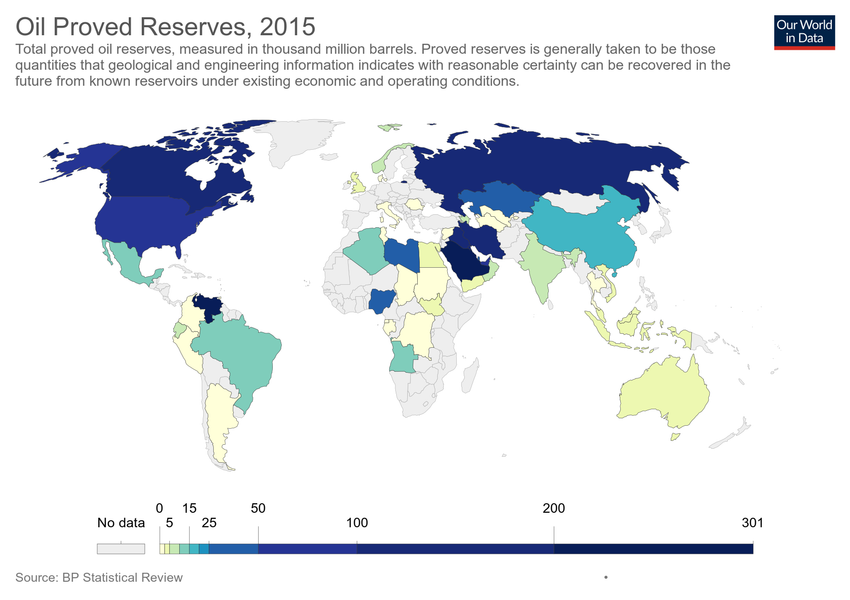 Oil Proved Reserves, 2015
Our World
in Data
Total proved oil reserves, measured in thousand million barrels. Proved reserves is generally taken to be those
quantities that geological and engineering information indicates with reasonable certainty can be recovered in the
future from known reservoirs under existing economic and operating conditions.
0 15 50 200
No data 5 25 100 301
Source: BP Statistical Review